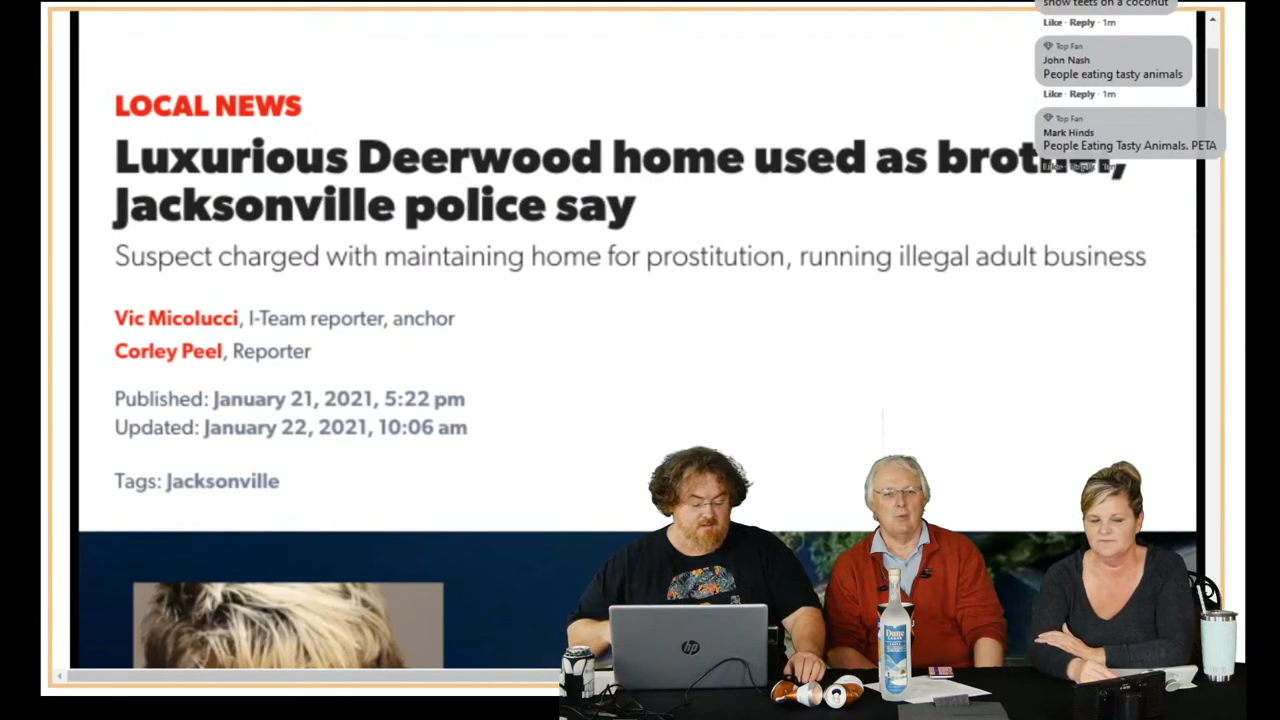 LOCAL NEWS
Luxurious Deerwood home used as
Jacksonville police say
Suspect charged with maintaining home for prostitution, running illegal adult business
Vic Micolucci, I-Team reporter, anchor
Corley Peel, Reporter
Published: January 21, 2021, 5:22 pm
Updated: January 22, 2021, 10:06 am
Tags: Jacksonville
show teets on a coconut
Like · Reply · 1m
Top Fan
John Nash
People eating tasty animals
Like · Reply · 1m
Top Fan
Mark Hinds
People Eating Tasty Animals. PETA
hp
Dune